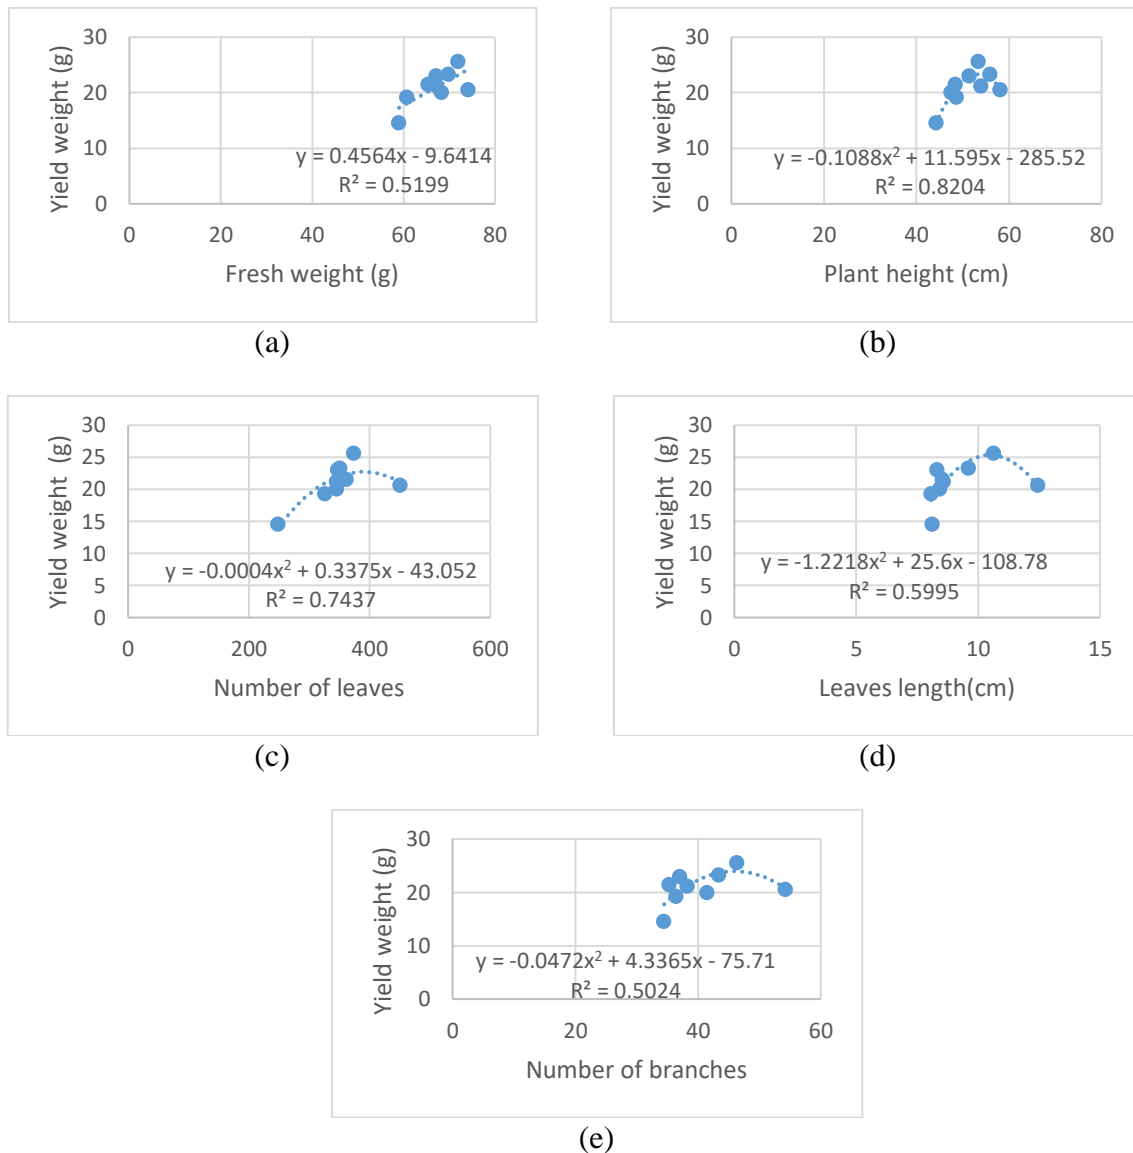 Yield weight (g)
30
20
10
0
y = 0.4564x - 9.6414
R² = 0.5199
0 20 40 60 80
Fresh weight (g)
(a)
Yield weight (g)
30
20
10
0
y = -0.1088x² + 11.595x - 285.52
R² = 0.8204
0 20 40 60 80
Plant height (cm)
(b)
Yield weight (g)
30
25
20
15
10
5
0
y = -0.0004x² + 0.3375x - 43.052
R² = 0.7437
0 200 400 600
Number of leaves
(c)
Yield weight (g)
30
25
20
15
10
5
0
y = -1.2218x² + 25.6x - 108.78
R² = 0.5995
0 5 10 15
Leaves length(cm)
(d)
Yield weight (g)
30
20
10
0
y = -0.0472x² + 4.3365x - 75.71
R² = 0.5024
0 20 40 60
Number of branches
(e)